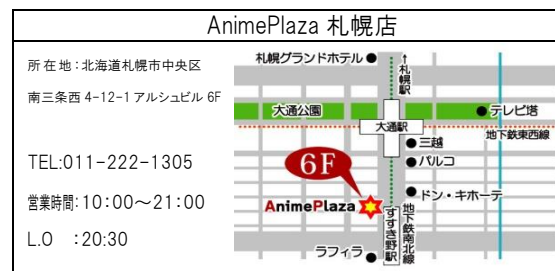 AnimePlaza 札幌店
所在地:北海道札幌市中央区
南三条西 4-12-1 アルシュビル 6F
TEL:011-222-1305
営業時間:10:00～21:00
L.O :20:30
札幌グランドホテル
↑札幌駅
大通公園
テレビ塔
大通駅
地下鉄東西線
三越
パルコ
6F
ドン・キホーテ
AnimePlaza
すすきの駅
地下鉄南北線
ラフィラ